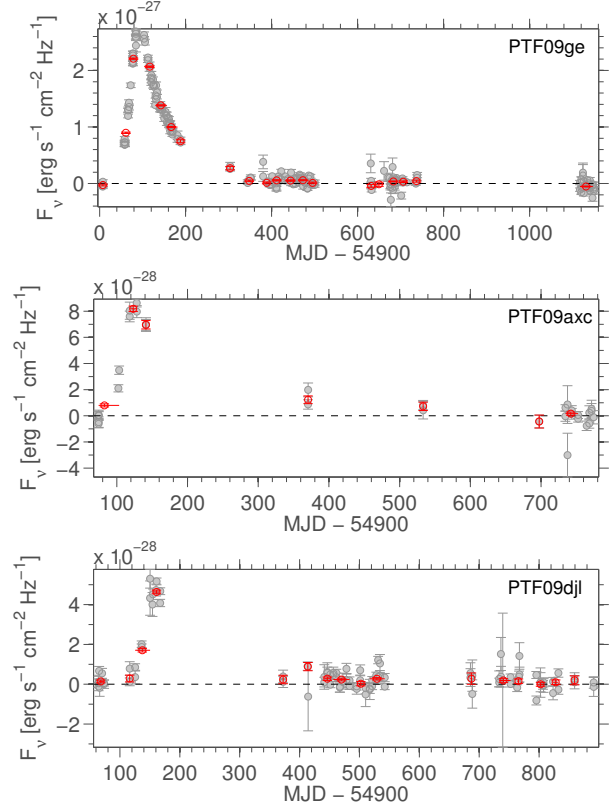 x 10⁻²⁷
PTF09ge
2
1
0
F_ν [erg s⁻¹ cm⁻² Hz⁻¹]
0 200 400 600 800 1000
MJD − 54900
x 10⁻²⁸
PTF09axc
8
6
4
2
0
−2
−4
F_ν [erg s⁻¹ cm⁻² Hz⁻¹]
100 200 300 400 500 600 700
MJD − 54900
x 10⁻²⁸
PTF09djl
4
2
0
−2
F_ν [erg s⁻¹ cm⁻² Hz⁻¹]
100 200 300 400 500 600 700 800
MJD − 54900